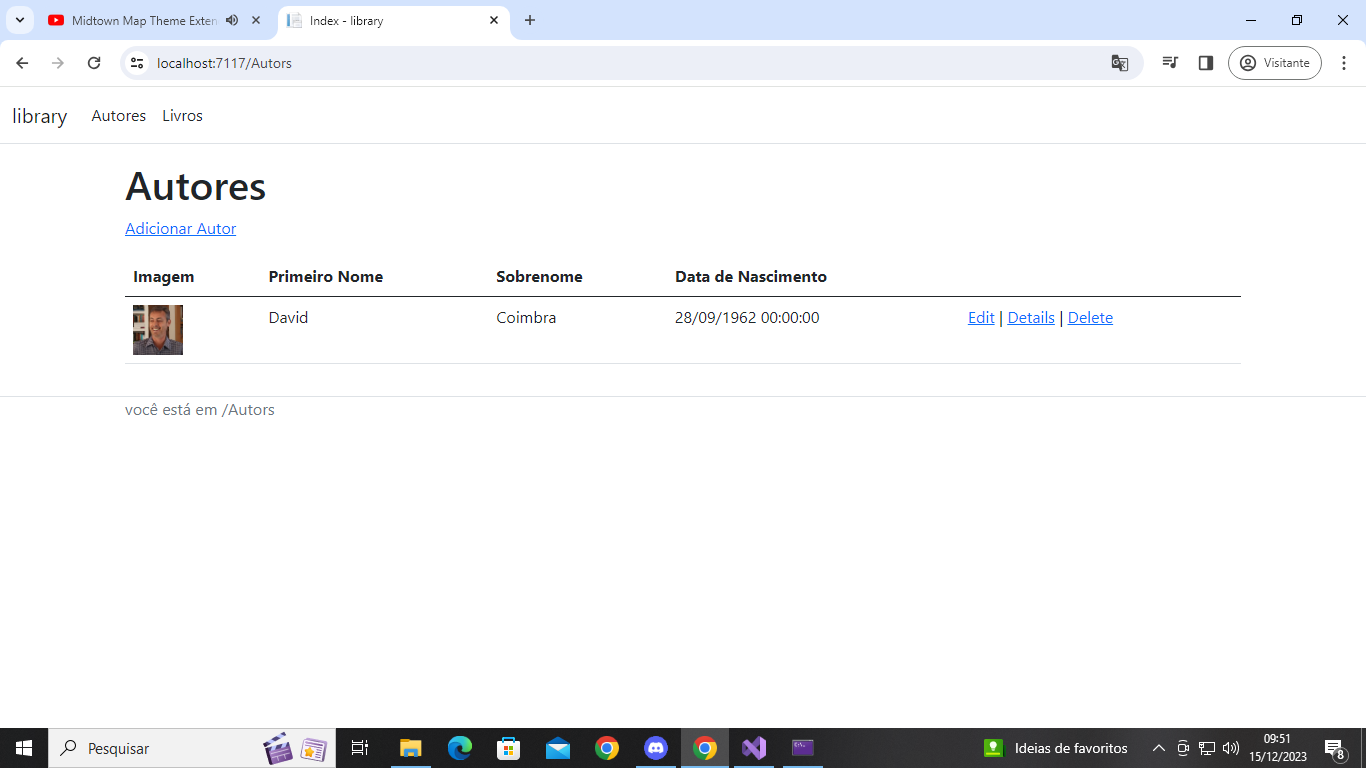 Midtown Map Theme Exten
Index - library
localhost:7117/Autors
Visitante
library Autores Livros
Autores
Adicionar Autor
Imagem Primeiro Nome Sobrenome Data de Nascimento
David Coimbra 28/09/1962 00:00:00 Edit | Details | Delete
você está em /Autors
Pesquisar
Ideias de favoritos
09:51
15/12/2023
8